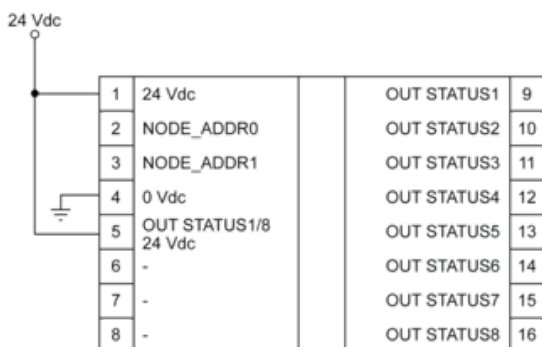 24 Vdc
1 24 Vdc OUT STATUS1 9
2 NODE_ADDR0 OUT STATUS2 10
3 NODE_ADDR1 OUT STATUS3 11
4 0 Vdc OUT STATUS4 12
5 OUT STATUS1/8 OUT STATUS5 13
24 Vdc
6 - OUT STATUS6 14
7 - OUT STATUS7 15
8 - OUT STATUS8 16